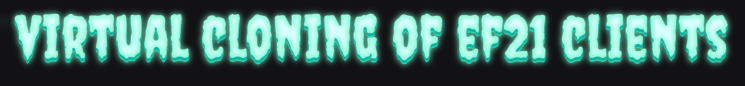 VIRTUAL CLONING OF EF21 CLIENTS